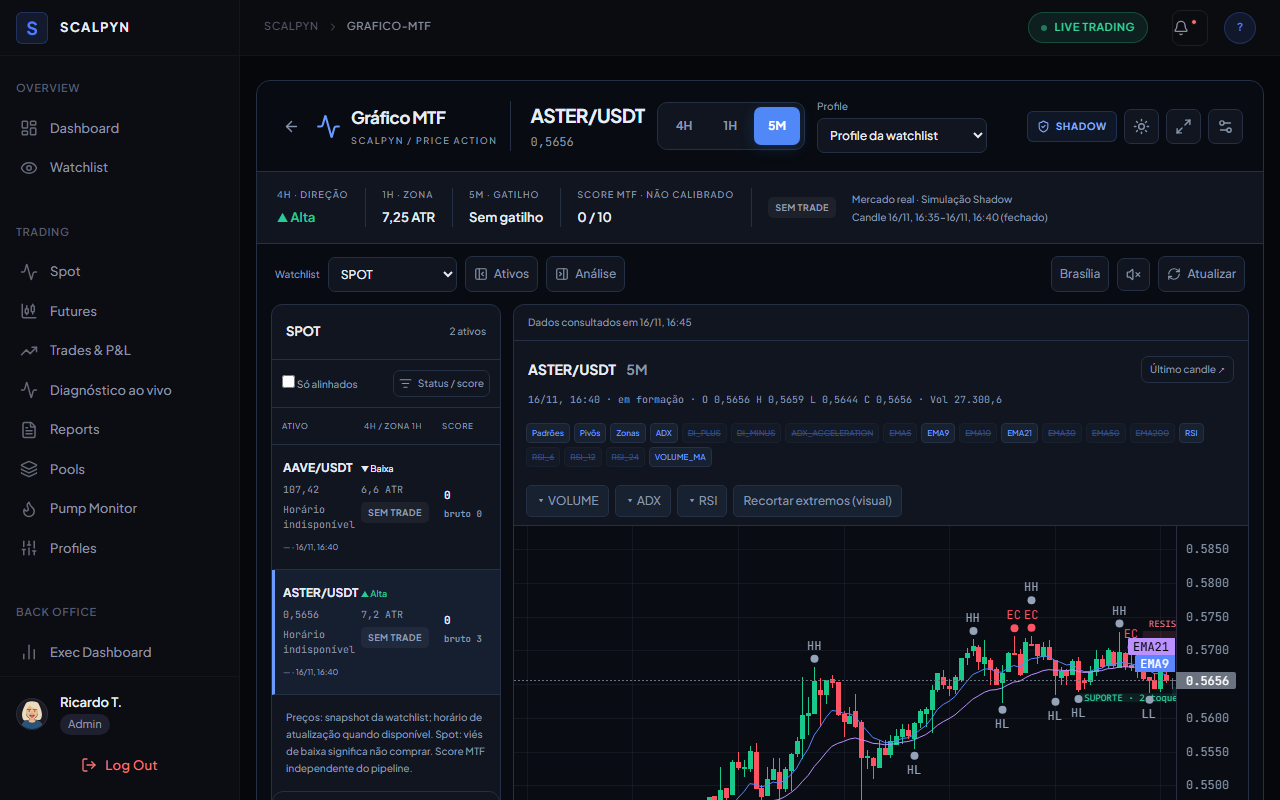 S SCALPYN
SCALPYN > GRAFICO-MTF
LIVE TRADING
?
OVERVIEW
Dashboard
Watchlist
TRADING
Spot
Futures
Trades & P&L
Diagnóstico ao vivo
Reports
Pools
Pump Monitor
Profiles
BACK OFFICE
Exec Dashboard
Ricardo T.
Admin
Log Out
Gráfico MTF
SCALPYN / PRICE ACTION
ASTER/USDT
0,5656
4H 1H 5M
Profile
Profile da watchlist
SHADOW
4H · DIREÇÃO
▲ Alta
1H · ZONA
7,25 ATR
5M · GATILHO
Sem gatilho
SCORE MTF · NÃO CALIBRADO
0 / 10
SEM TRADE
Mercado real · Simulação Shadow
Candle 16/11, 16:35–16/11, 16:40 (fechado)
Watchlist SPOT Ativos Análise
Brasília Atualizar
SPOT 2 ativos
Só alinhados Status / score
ATIVO 4H / ZONA 1H SCORE
AAVE/USDT ▼ Baixa
107,42 6,6 ATR 0
Horário indisponível SEM TRADE bruto 0
— · 16/11, 16:40
ASTER/USDT ▲ Alta
0,5656 7,2 ATR 0
Horário indisponível SEM TRADE bruto 3
— · 16/11, 16:40
Preços: snapshot da watchlist; horário de
atualização quando disponível. Spot: viés
de baixa significa não comprar. Score MTF
independente do pipeline.
Dados consultados em 16/11, 16:45
ASTER/USDT 5M
Último candle ↗
16/11, 16:40 · em formação · O 0,5656 H 0,5659 L 0,5644 C 0,5656 · Vol 27.300,6
Padrões Pivôs Zonas ADX DI_PLUS DI_MINUS ADX_ACCELERATION EMA5 EMA9 EMA10 EMA21 EMA30 EMA50 EMA200 RSI
RSI_6 RSI_12 RSI_24 VOLUME_MA
▾ VOLUME ▾ ADX ▾ RSI Recortar extremos (visual)
0.5850
0.5800
0.5750
0.5700
0.5656
0.5600
0.5550
0.5500
HH
HH
HH
EC EC
HH
EC
RESIS
EMA21
EMA9
SUPORTE · 2 toque
HL
HL
HL
HL
LL